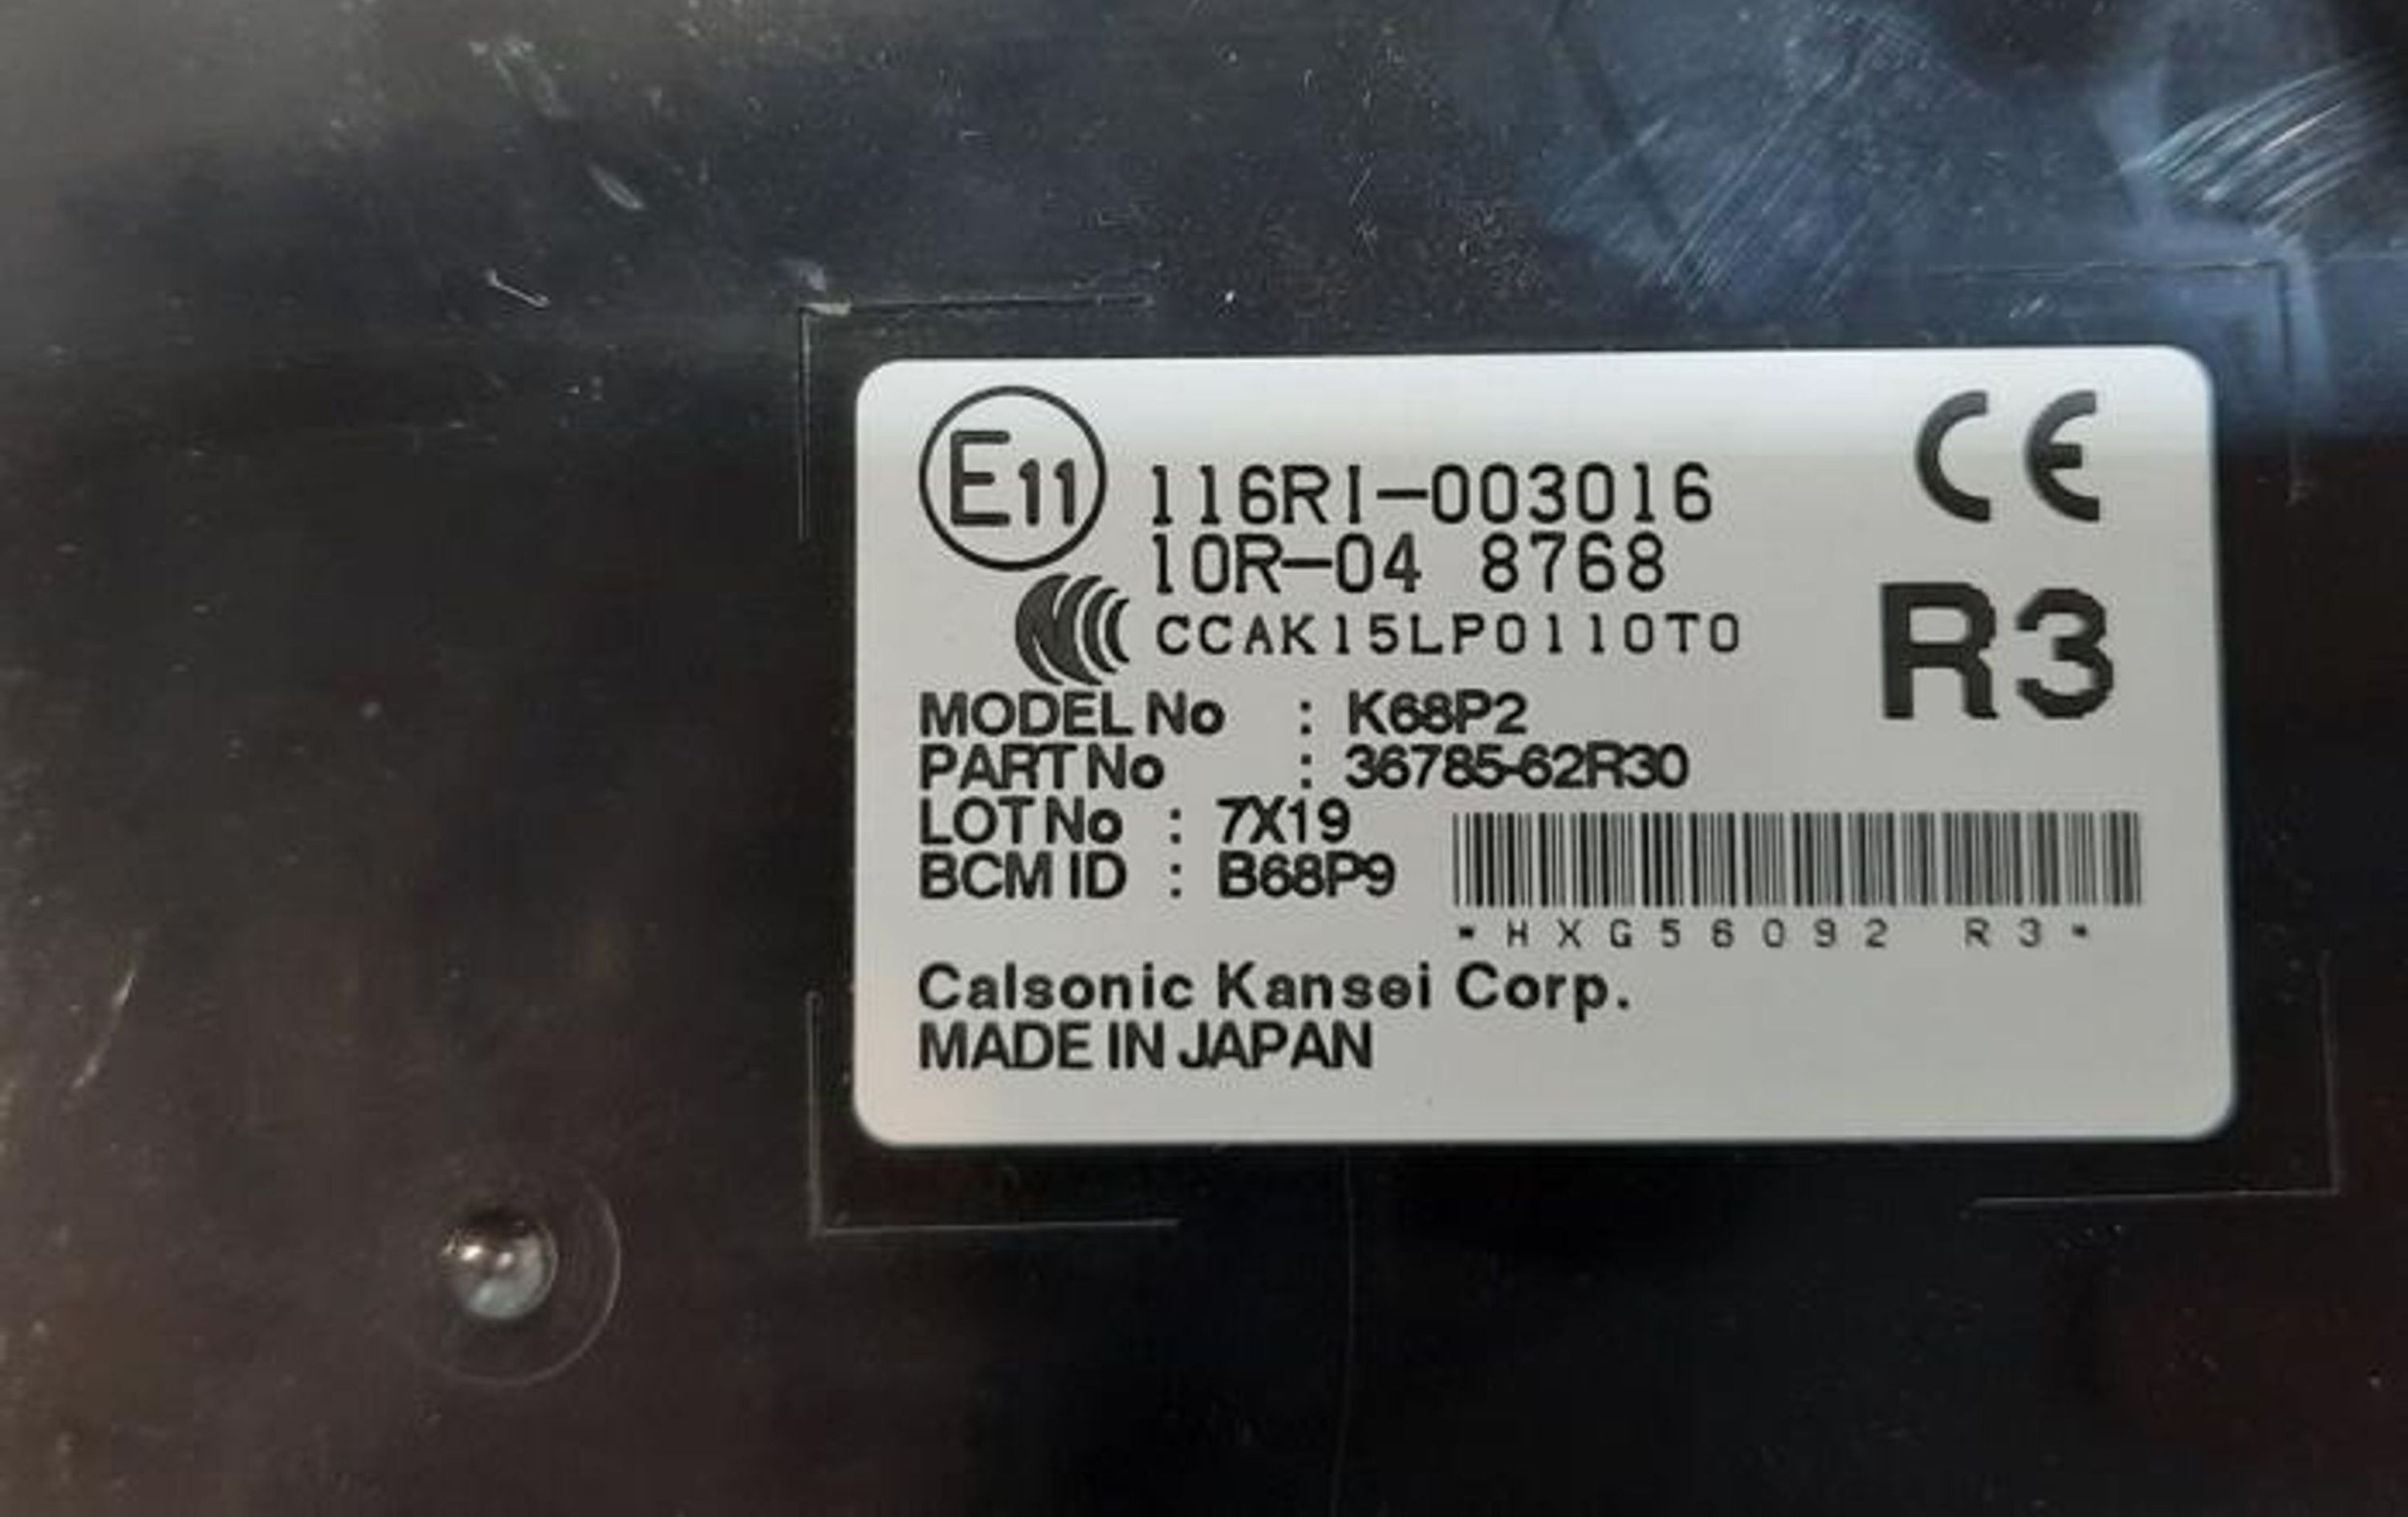 E11 116RI-003016 CE
10R-04 8768
CCAK15LP0110T0 R3
MODEL No : K68P2
PART No : 36785-62R30
LOT No : 7X19
BCM ID : B68P9
*HXG56092 R3*
Calsonic Kansei Corp.
MADE IN JAPAN